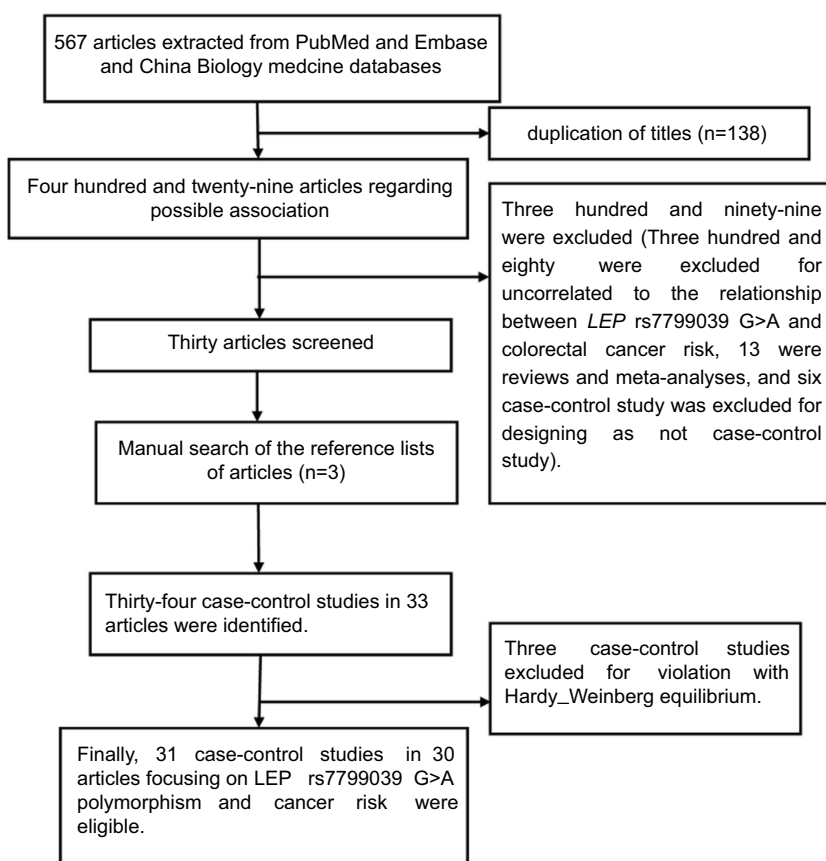 567 articles extracted from PubMed and Embase
and China Biology medcine databases
duplication of titles (n=138)
Four hundred and twenty-nine articles regarding
possible association
Three hundred and ninety-nine
were excluded (Three hundred and
eighty were excluded for
uncorrelated to the relationship
between LEP rs7799039 G>A and
colorectal cancer risk, 13 were
reviews and meta-analyses, and six
case-control study was excluded for
designing as not case-control
study).
Thirty articles screened
Manual search of the reference lists
of articles (n=3)
Thirty-four case-control studies in 33
articles were identified.
Three case-control studies
excluded for violation with
Hardy_Weinberg equilibrium.
Finally, 31 case-control studies in 30
articles focusing on LEP rs7799039 G>A
polymorphism and cancer risk were
eligible.